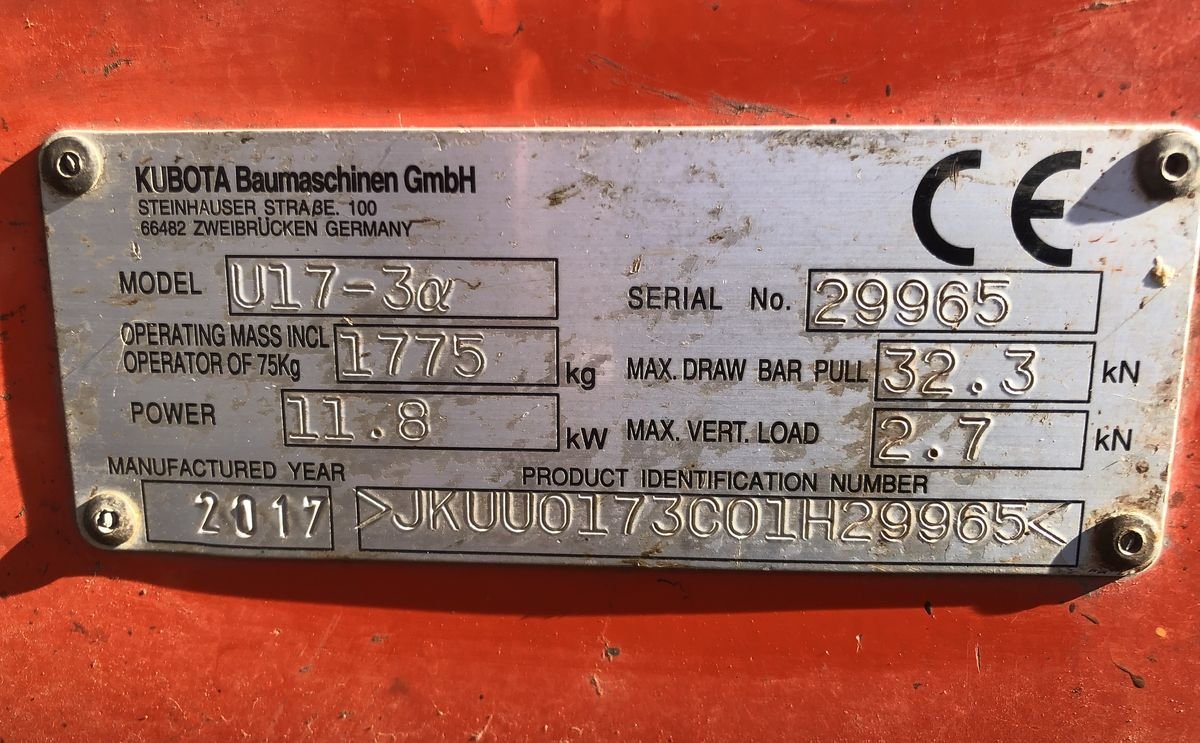 KUBOTA Baumaschinen GmbH
STEINHAUSER STRAßE. 100
66482 ZWEIBRÜCKEN GERMANY
CE
MODEL U17-3α
SERIAL No. 29965
OPERATING MASS INCL
OPERATOR OF 75Kg 1775 kg
MAX. DRAW BAR PULL 32.3 kN
POWER 11.8 kW
MAX. VERT. LOAD 2.7 kN
MANUFACTURED YEAR
2017
PRODUCT IDENTIFICATION NUMBER
>JKUU0173C01H29965<